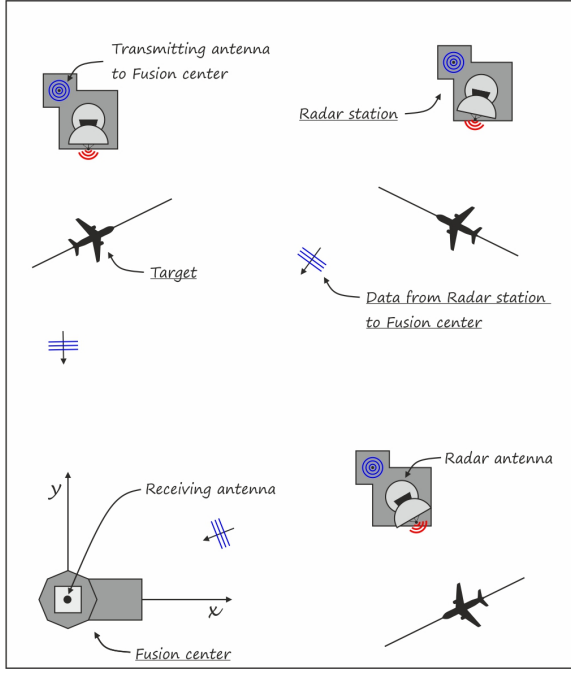 Transmitting antenna
to Fusion center
Radar station
Target
Data from Radar station
to Fusion center
Radar antenna
y
Receiving antenna
x
Fusion center